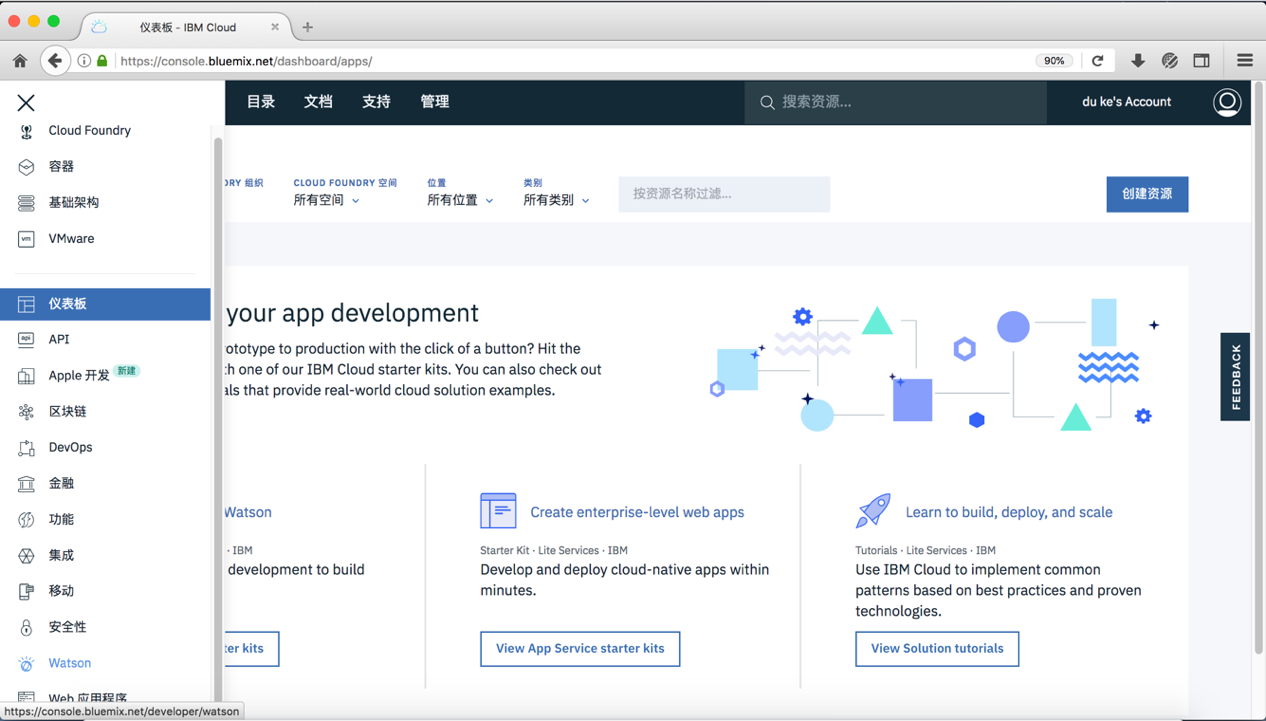 仪表板 - IBM Cloud
https://console.bluemix.net/dashboard/apps/
90%
目录
文档
支持
管理
搜索资源...
du ke's Account
Cloud Foundry
容器
基础架构
VMware
仪表板
API
Apple 开发 新建
区块链
DevOps
金融
功能
集成
移动
安全性
Watson
Web 应用程序
https://console.bluemix.net/developer/watson
DRY 组织
CLOUD FOUNDRY 空间
所有空间
位置
所有位置
类别
所有类别
按资源名称过滤...
创建资源
your app development
ototype to production with the click of a button? Hit the
th one of our IBM Cloud starter kits. You can also check out
als that provide real-world cloud solution examples.
FEEDBACK
Watson
· IBM
development to build
ter kits
Create enterprise-level web apps
Starter Kit · Lite Services · IBM
Develop and deploy cloud-native apps within
minutes.
View App Service starter kits
Learn to build, deploy, and scale
Tutorials · Lite Services · IBM
Use IBM Cloud to implement common
patterns based on best practices and proven
technologies.
View Solution tutorials